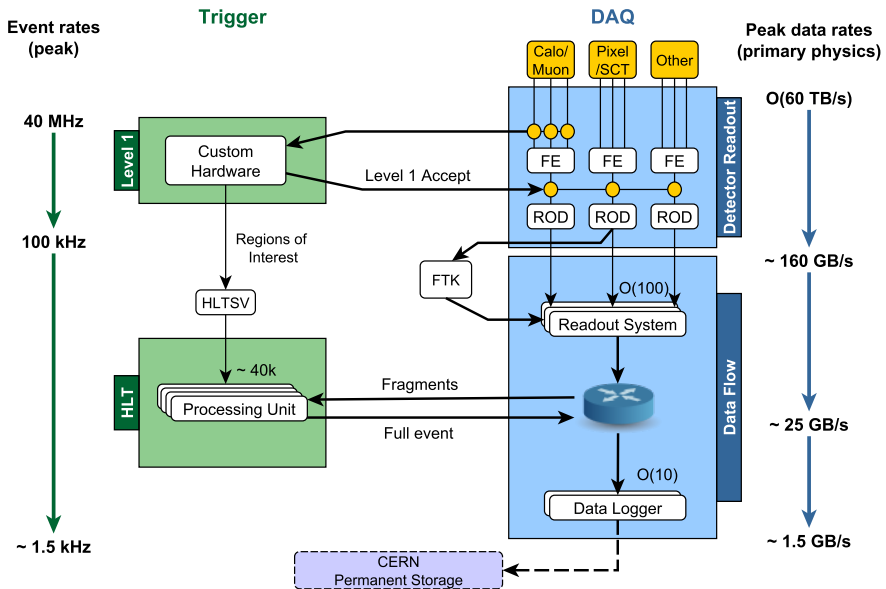 Trigger
DAQ
Event rates
(peak)
Peak data rates
(primary physics)
Calo/
Muon
Pixel
/SCT
Other
40 MHz
O(60 TB/s)
Level 1
Custom
Hardware
FE
FE
FE
Level 1 Accept
Detector Readout
ROD
ROD
ROD
100 kHz
Regions of
Interest
~ 160 GB/s
FTK
HLTSV
O(100)
Readout System
~ 40k
HLT
Processing Unit
Fragments
Full event
Data Flow
~ 25 GB/s
O(10)
Data Logger
~ 1.5 kHz
~ 1.5 GB/s
CERN
Permanent Storage